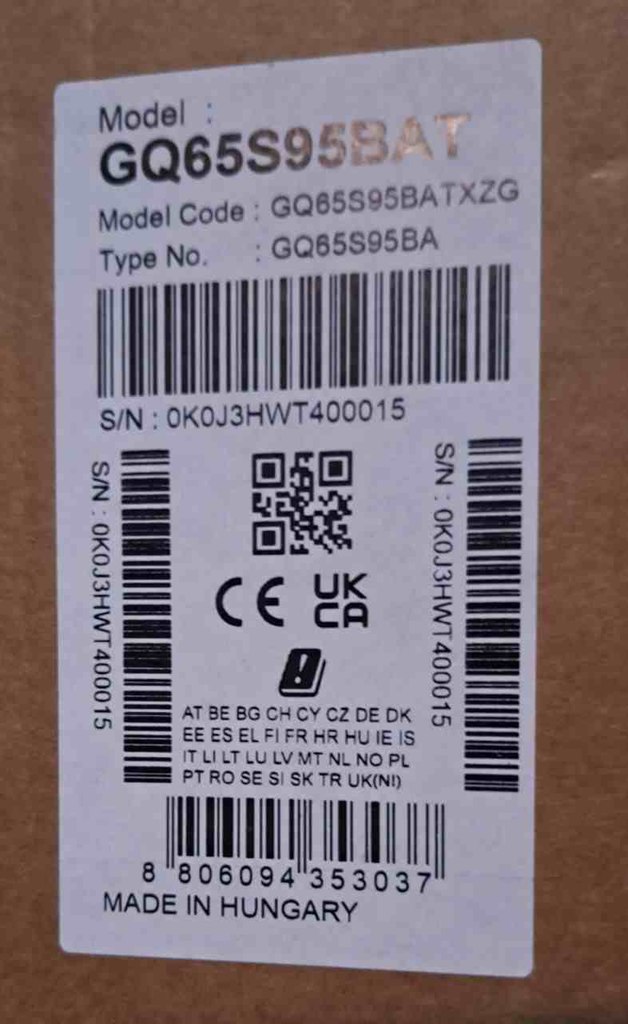 Model :
GQ65S95BAT
Model Code : GQ65S95BATXZG
Type No. : GQ65S95BA
S/N : 0K0J3HWT400015
S/N : 0K0J3HWT400015
S/N : 0K0J3HWT400015
CE
UK
CA
!
AT BE BG CH CY CZ DE DK
EE ES EL FI FR HR HU IE IS
IT LI LT LU LV MT NL NO PL
PT RO SE SI SK TR UK(NI)
8 806094 353037
MADE IN HUNGARY